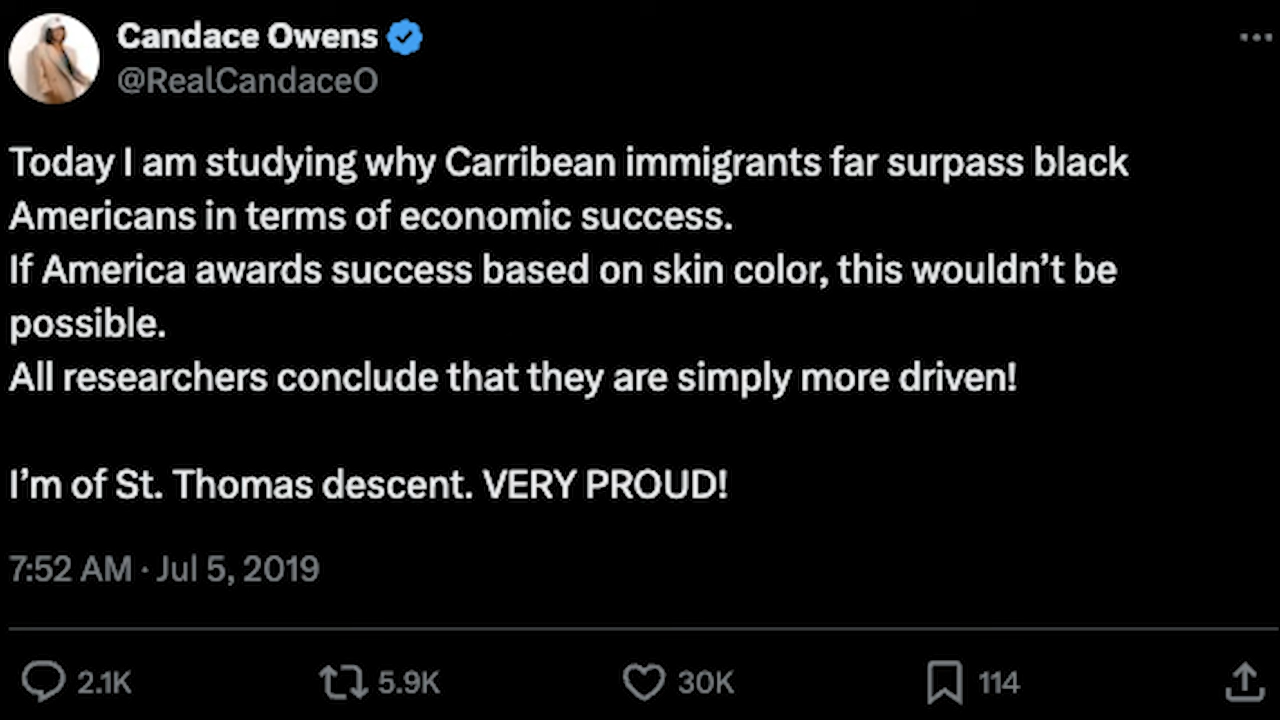 Candace Owens
@RealCandaceO
Today I am studying why Carribean immigrants far surpass black
Americans in terms of economic success.
If America awards success based on skin color, this wouldn’t be
possible.
All researchers conclude that they are simply more driven!
I’m of St. Thomas descent. VERY PROUD!
7:52 AM · Jul 5, 2019
2.1K 5.9K 30K 114